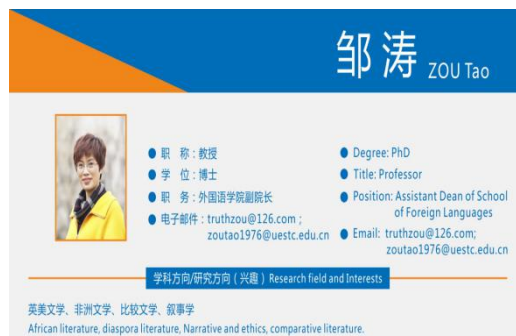 邹 涛 ZOU Tao
● 职 称：教授
● 学 位：博士
● 职 务：外国语学院副院长
● 电子邮件：truthzou@126.com；
zoutao1976@uestc.edu.cn
● Degree: PhD
● Title: Professor
● Position: Assistant Dean of School
of Foreign Languages
● Email: truthzou@126.com;
zoutao1976@uestc.edu.cn
学科方向/研究方向（兴趣）Research field and Interests
英美文学、非洲文学、比较文学、叙事学
African literature, diaspora literature, Narrative and ethics, comparative literature.